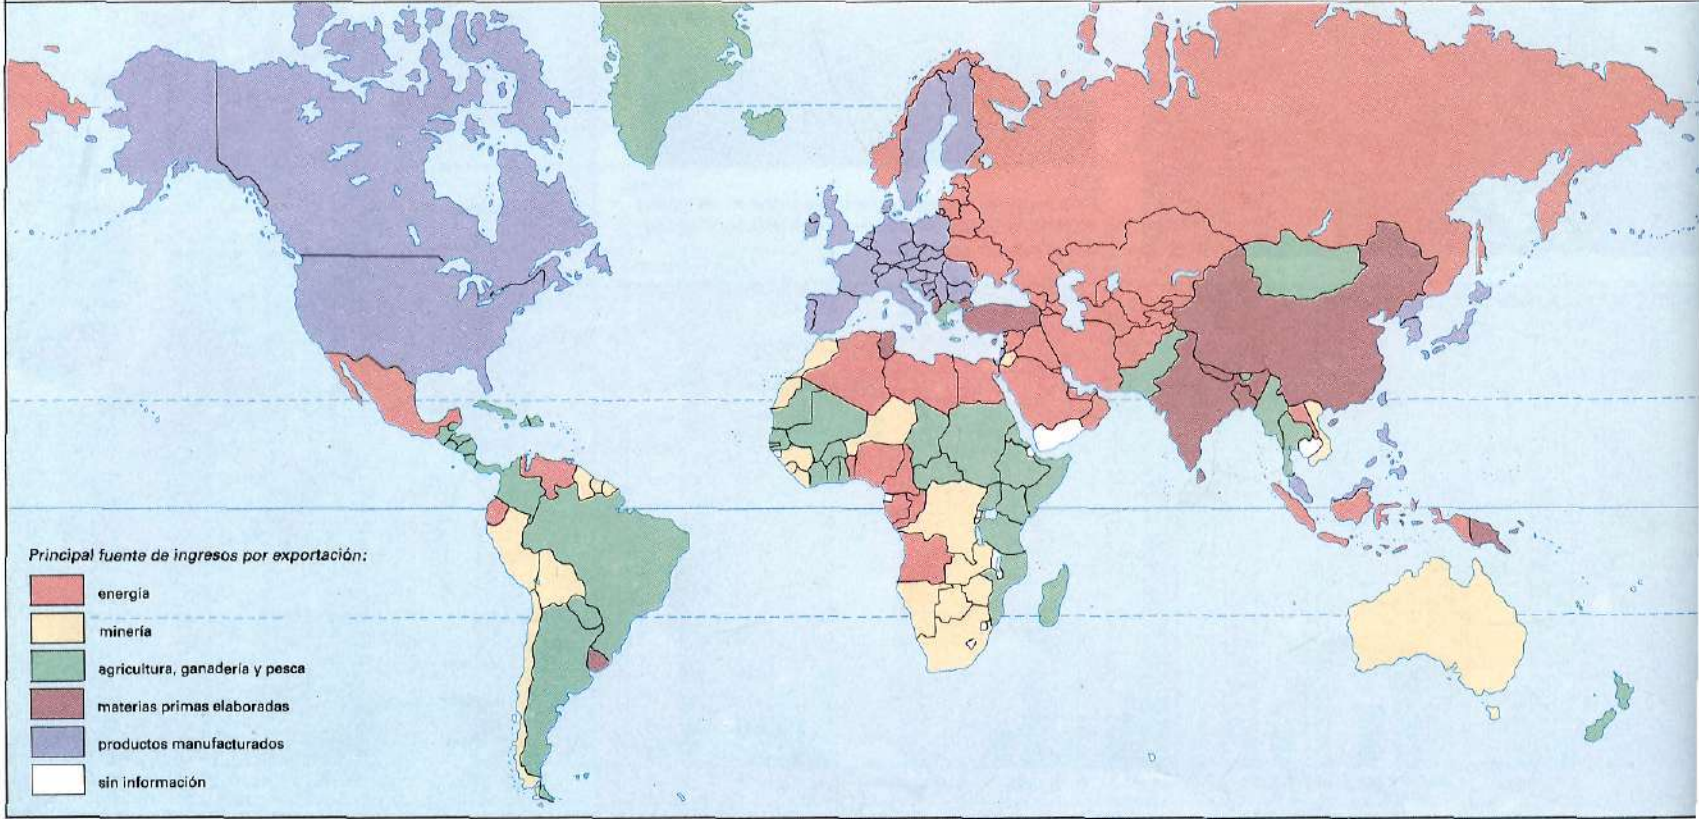 Principal fuente de ingresos por exportación:
energía
minería
agricultura, ganadería y pesca
materias primas elaboradas
productos manufacturados
sin información